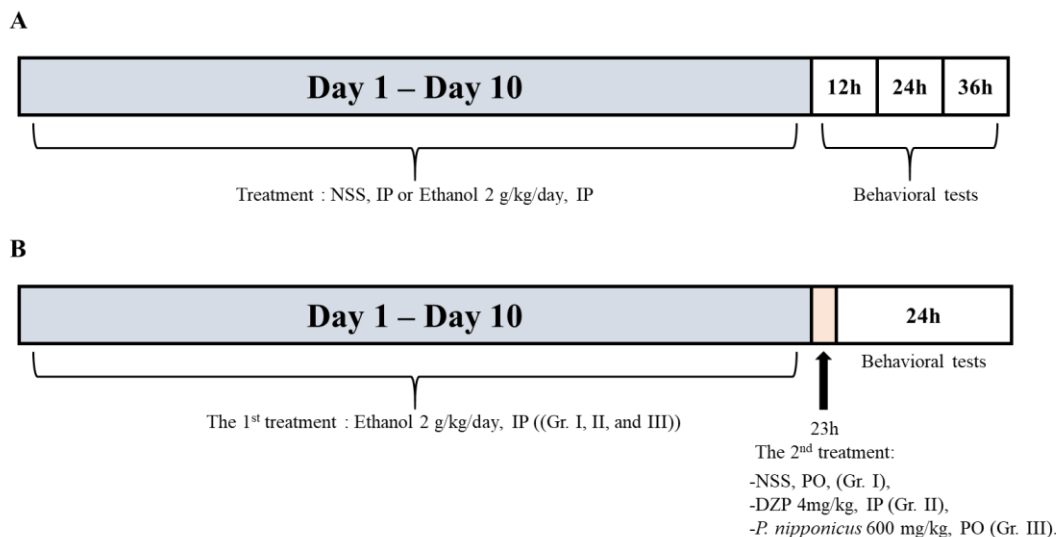 A
Day 1 – Day 10
12h
24h
36h
Treatment : NSS, IP or Ethanol 2 g/kg/day, IP
Behavioral tests
B
Day 1 – Day 10
24h
Behavioral tests
The 1st treatment : Ethanol 2 g/kg/day, IP ((Gr. I, II, and III))
23h
The 2nd treatment:
-NSS, PO, (Gr. I),
-DZP 4mg/kg, IP (Gr. II),
-P. nipponicus 600 mg/kg, PO (Gr. III).